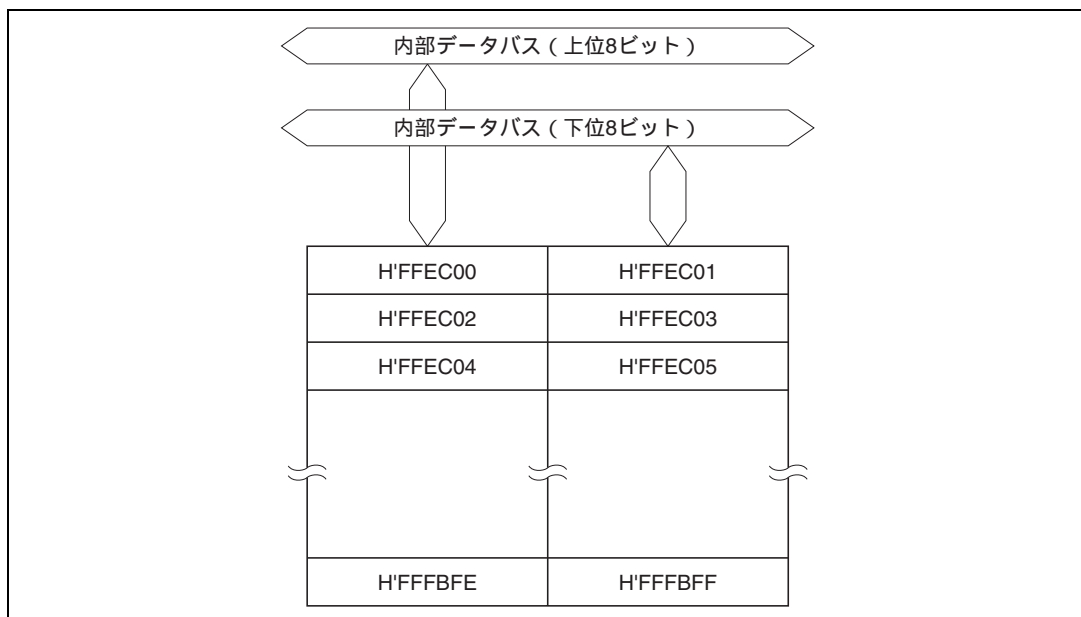 内部データバス ( 上位8ビット )
内部データバス ( 下位8ビット )
H'FFEC00 H'FFEC01
H'FFEC02 H'FFEC03
H'FFEC04 H'FFEC05
H'FFFBFE H'FFFBFF